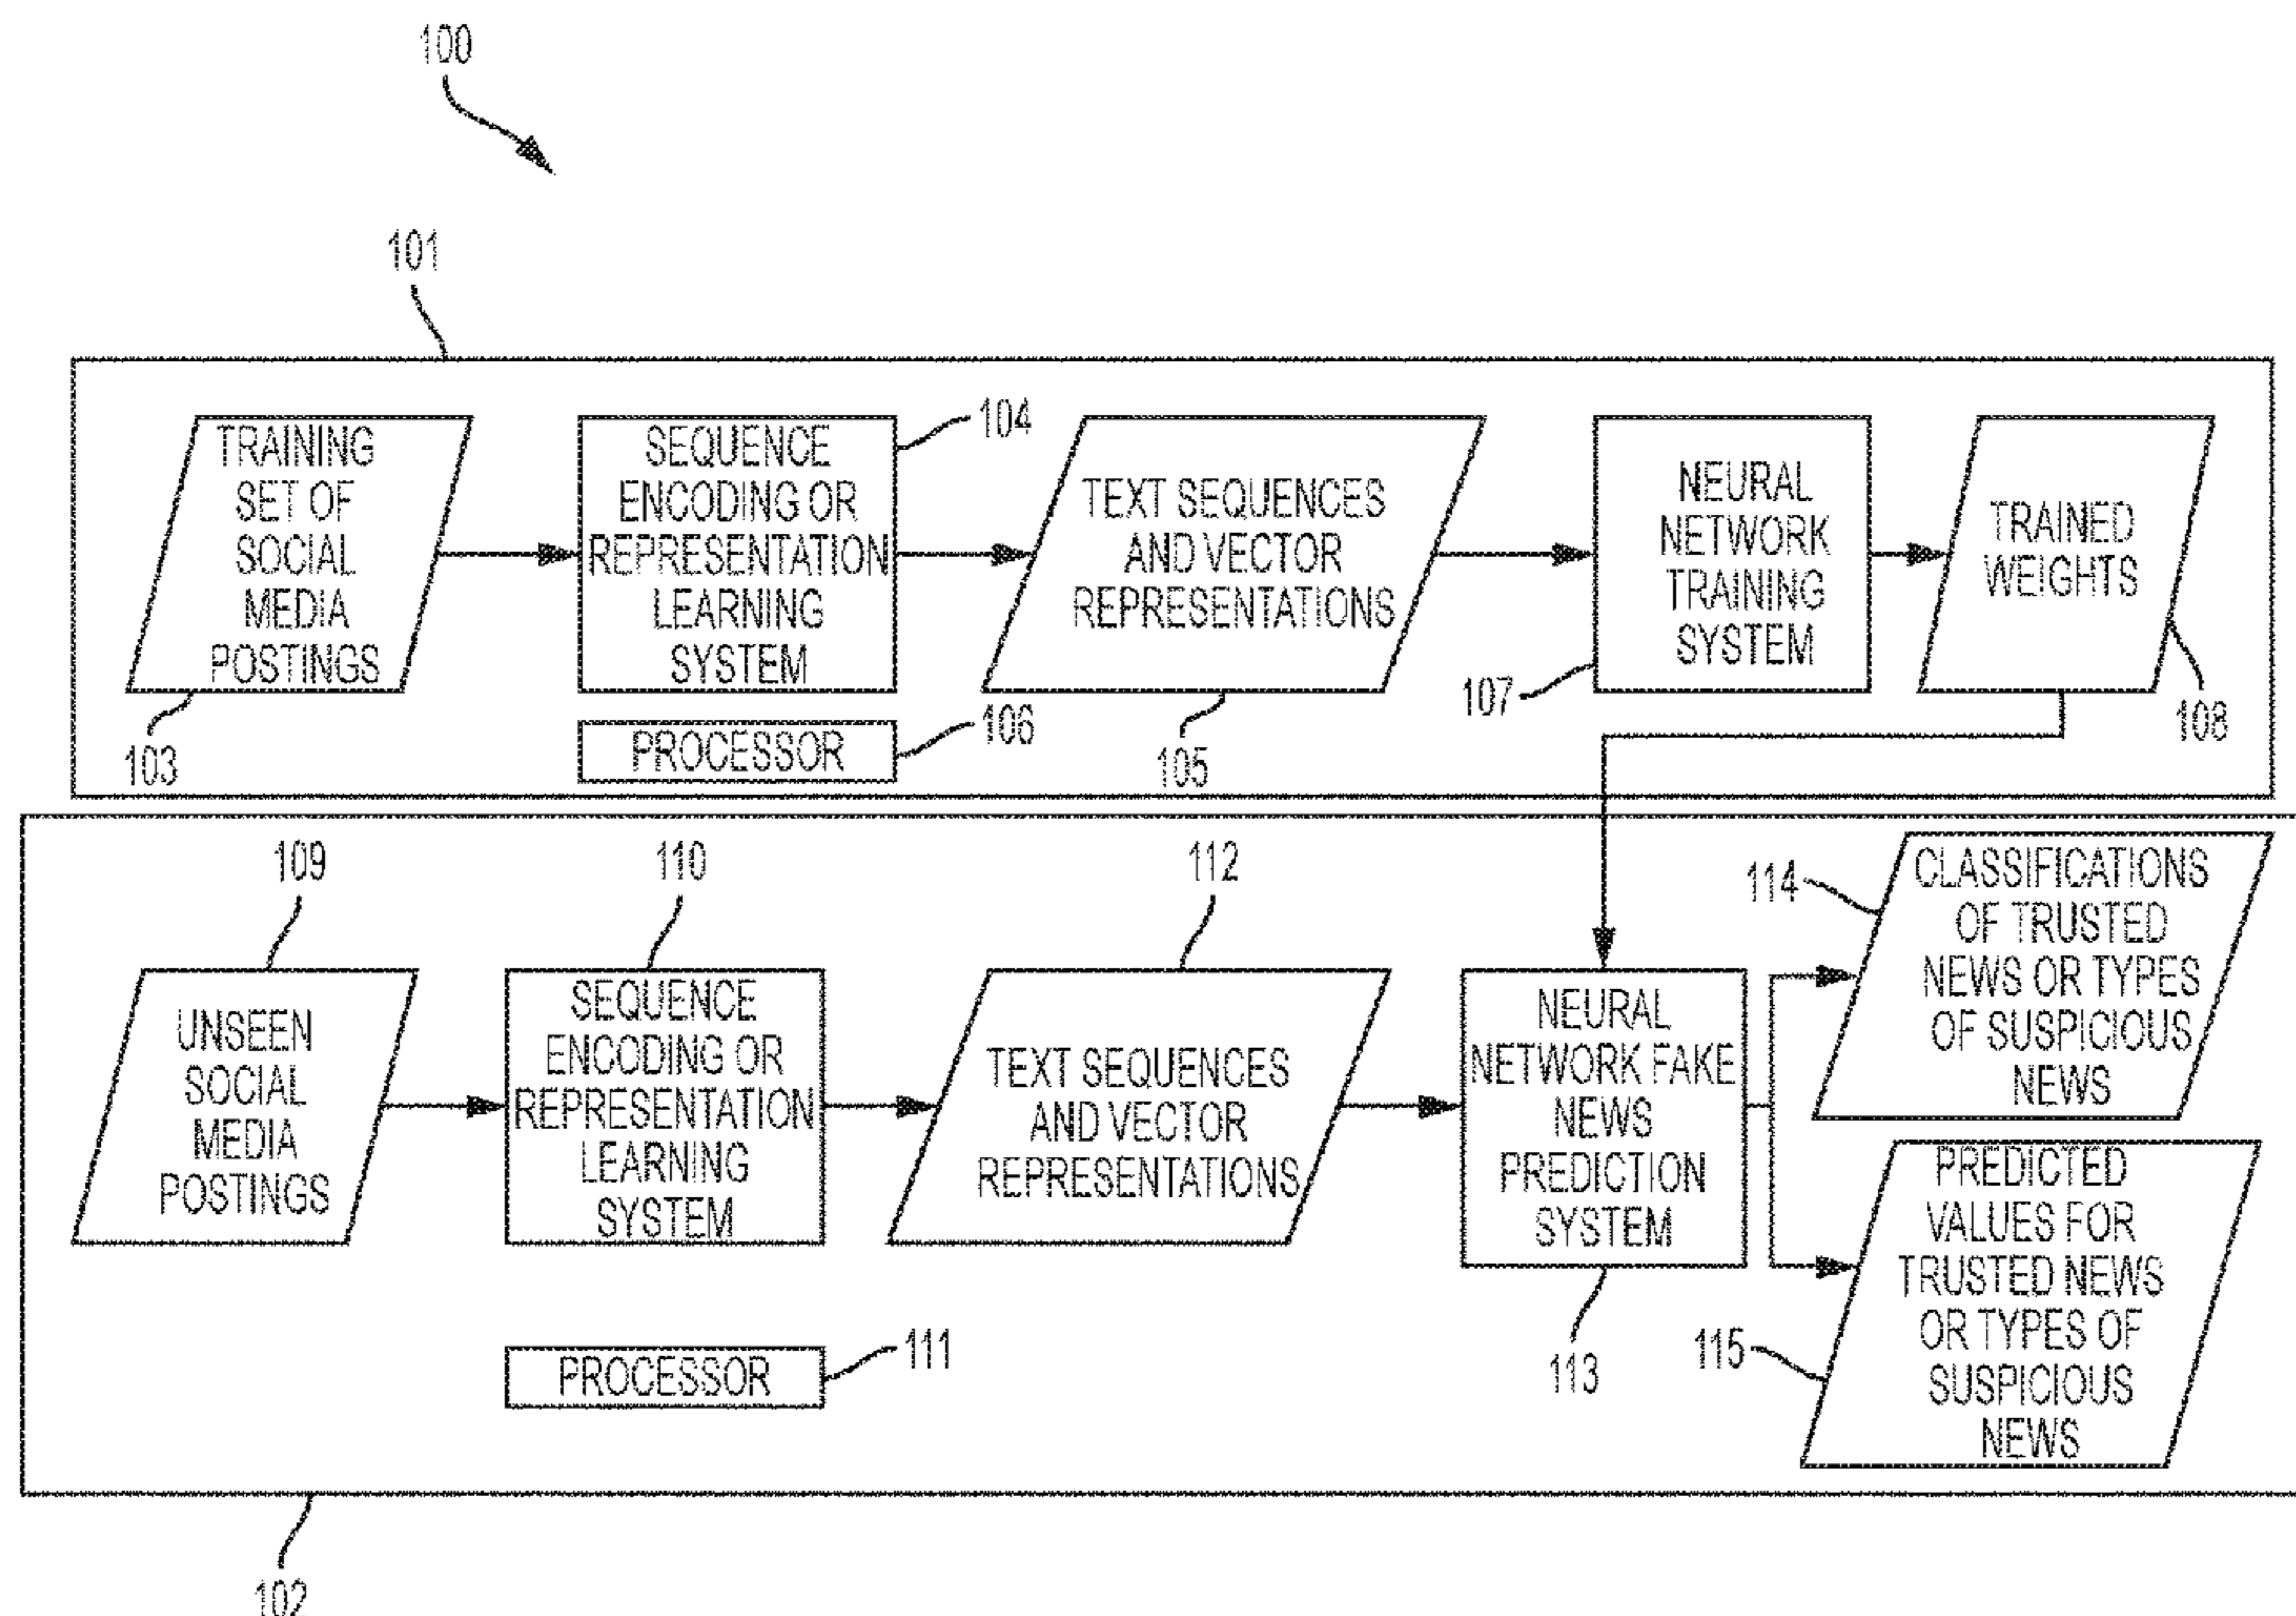 100
101
TRAINING
SET OF
SOCIAL
MEDIA
POSTINGS
103
SEQUENCE
ENCODING OR
REPRESENTATION
LEARNING
SYSTEM
104
PROCESSOR
106
TEXT SEQUENCES
AND VECTOR
REPRESENTATIONS
105
NEURAL
NETWORK
TRAINING
SYSTEM
107
TRAINED
WEIGHTS
108
109
UNSEEN
SOCIAL
MEDIA
POSTINGS
110
SEQUENCE
ENCODING OR
REPRESENTATION
LEARNING
SYSTEM
PROCESSOR
111
112
TEXT SEQUENCES
AND VECTOR
REPRESENTATIONS
NEURAL
NETWORK FAKE
NEWS
PREDICTION
SYSTEM
113
114
CLASSIFICATIONS
OF TRUSTED
NEWS OR TYPES
OF SUSPICIOUS
NEWS
115
PREDICTED
VALUES FOR
TRUSTED NEWS
OR TYPES OF
SUSPICIOUS
NEWS
102